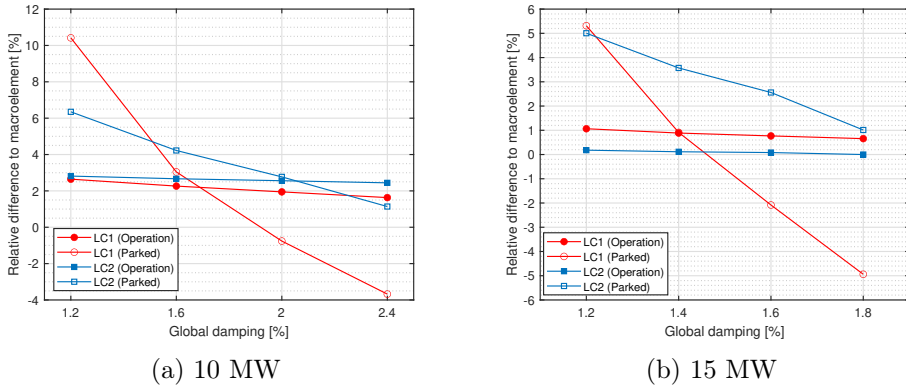 Relative difference to macroelement [%]
12
10
8
6
4
2
0
-2
-4
LC1 (Operation)
LC1 (Parked)
LC2 (Operation)
LC2 (Parked)
1.2 1.6 2 2.4
Global damping [%]
(a) 10 MW
Relative difference to macroelement [%]
6
5
4
3
2
1
0
-1
-2
-3
-4
-5
-6
LC1 (Operation)
LC1 (Parked)
LC2 (Operation)
LC2 (Parked)
1.2 1.4 1.6 1.8
Global damping [%]
(b) 15 MW